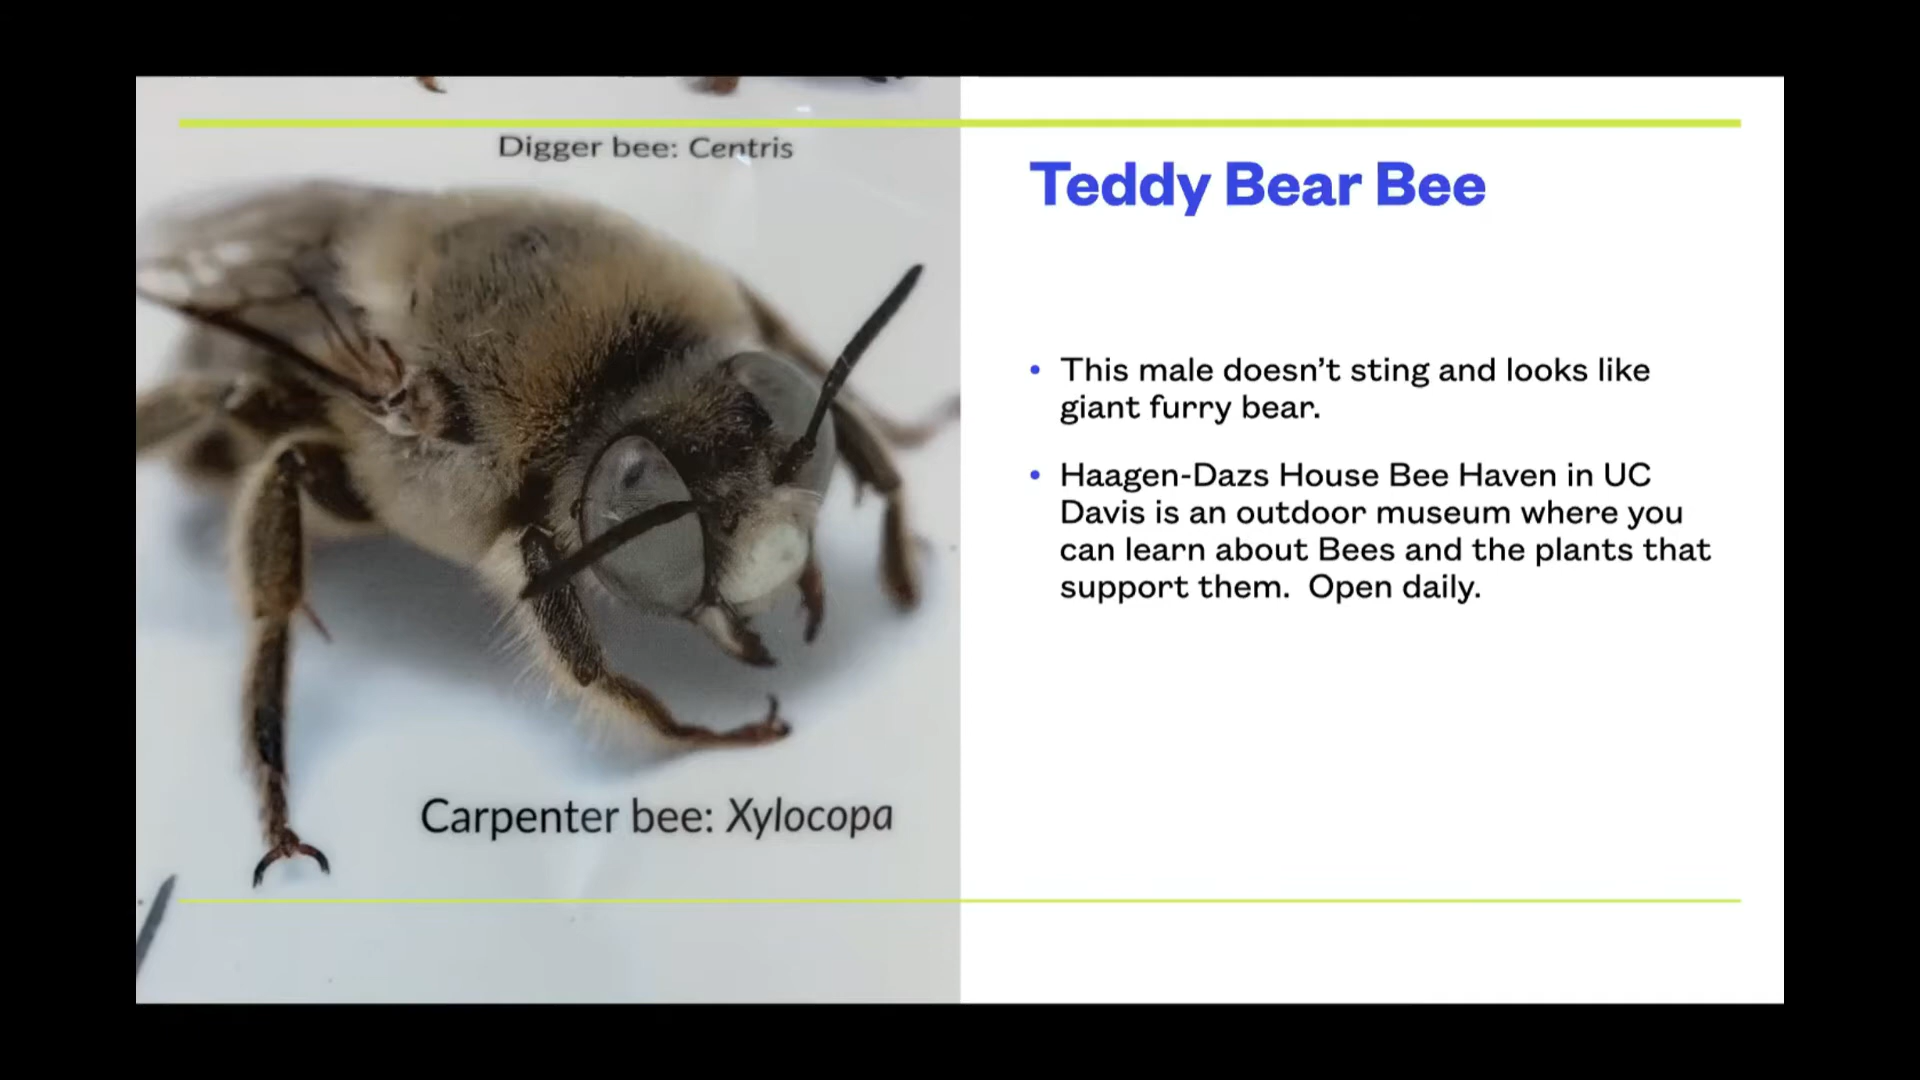 Digger bee: Centris
Carpenter bee: Xylocopa
Teddy Bear Bee
• This male doesn’t sting and looks like
giant furry bear.
• Haagen-Dazs House Bee Haven in UC
Davis is an outdoor museum where you
can learn about Bees and the plants that
support them.  Open daily.